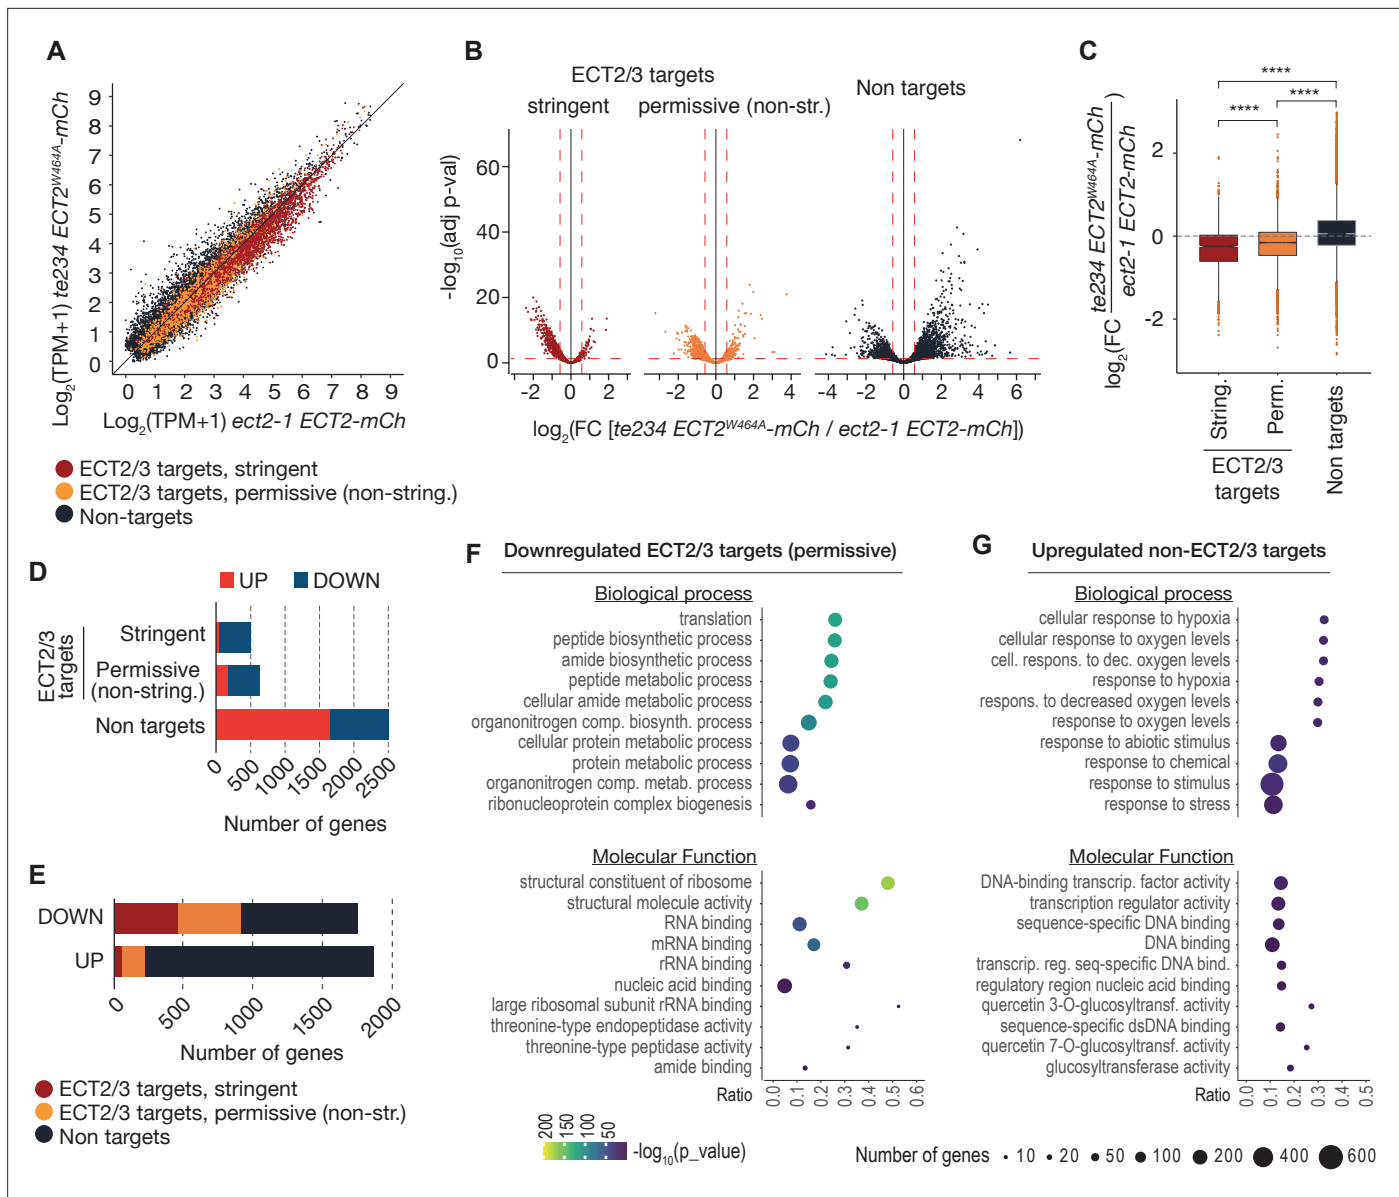 A
Log2(TPM+1) te234 ECT2W464A-mCh
9
8
7
6
5
4
3
2
1
0
0 1 2 3 4 5 6 7 8 9
Log2(TPM+1) ect2-1 ECT2-mCh
ECT2/3 targets, stringent
ECT2/3 targets, permissive (non-string.)
Non-targets
B
ECT2/3 targets
stringent
permissive (non-str.)
Non targets
-log10(adj p-val)
60
40
20
0
-2 0 2
-2 0 2 4
-4 -2 0 2 4 6
log2(FC [te234 ECT2W464A-mCh / ect2-1 ECT2-mCh])
C
****
****
****
log2(FC te234 ECT2W464A-mCh
ect2-1 ECT2-mCh
)
2
0
-2
String.
Perm.
Non targets
ECT2/3
targets
D
UP
DOWN
ECT2/3
targets
Stringent
Permissive
(non-string.)
Non targets
0 500 1000 1500 2000 2500
Number of genes
E
DOWN
UP
0 500 1000 1500 2000
Number of genes
ECT2/3 targets, stringent
ECT2/3 targets, permissive (non-str.)
Non targets
F
Downregulated ECT2/3 targets (permissive)
Biological process
translation
peptide biosynthetic process
amide biosynthetic process
peptide metabolic process
cellular amide metabolic process
organonitrogen comp. biosynth. process
cellular protein metabolic process
protein metabolic process
organonitrogen comp. metab. process
ribonucleoprotein complex biogenesis
Molecular Function
structural constituent of ribosome
structural molecule activity
RNA binding
mRNA binding
rRNA binding
nucleic acid binding
large ribosomal subunit rRNA binding
threonine-type endopeptidase activity
threonine-type peptidase activity
amide binding
Ratio
0.0 0.1 0.2 0.3 0.4 0.5 0.6
200 150 100 50
-log10(p_value)
G
Upregulated non-ECT2/3 targets
Biological process
cellular response to hypoxia
cellular response to oxygen levels
cell. respons. to dec. oxygen levels
response to hypoxia
respons. to decreased oxygen levels
response to oxygen levels
response to abiotic stimulus
response to chemical
response to stimulus
response to stress
Molecular Function
DNA-binding transcrip. factor activity
transcription regulator activity
sequence-specific DNA binding
DNA binding
transcrip. reg. seq-specific DNA bind.
regulatory region nucleic acid binding
quercetin 3-O-glucosyltransf. activity
sequence-specific dsDNA binding
quercetin 7-O-glucosyltransf. activity
glucosyltransferase activity
Ratio
0.0 0.1 0.2 0.3 0.4 0.5
Number of genes 10 20 50 100 200 400 600